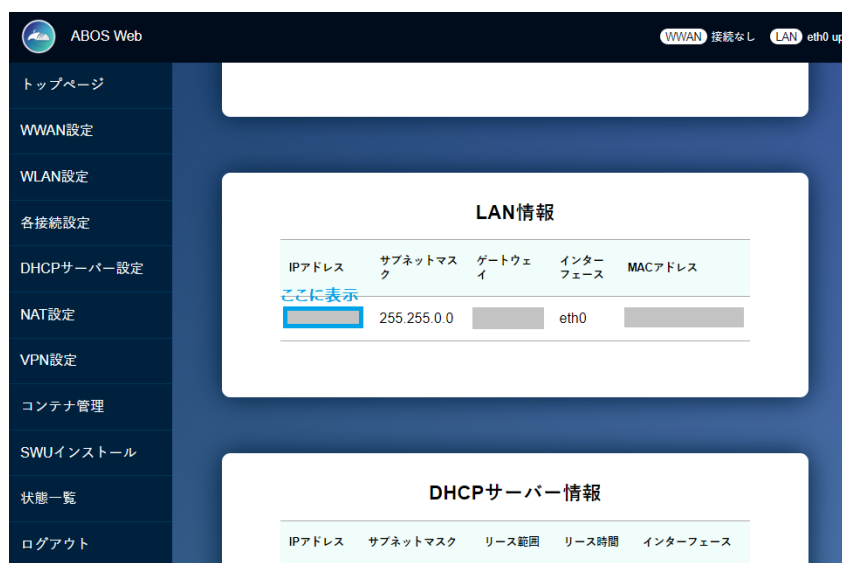 ABOS Web
WWAN 接続なし LAN eth0 up
トップページ
WWAN設定
WLAN設定
各接続設定
DHCPサーバー設定
NAT設定
VPN設定
コンテナ管理
SWUインストール
状態一覧
ログアウト
LAN情報
IPアドレス サブネットマスク ゲートウェイ インターフェース MACアドレス
ここに表示
255.255.0.0 eth0
DHCPサーバー情報
IPアドレス サブネットマスク リース範囲 リース時間 インターフェース